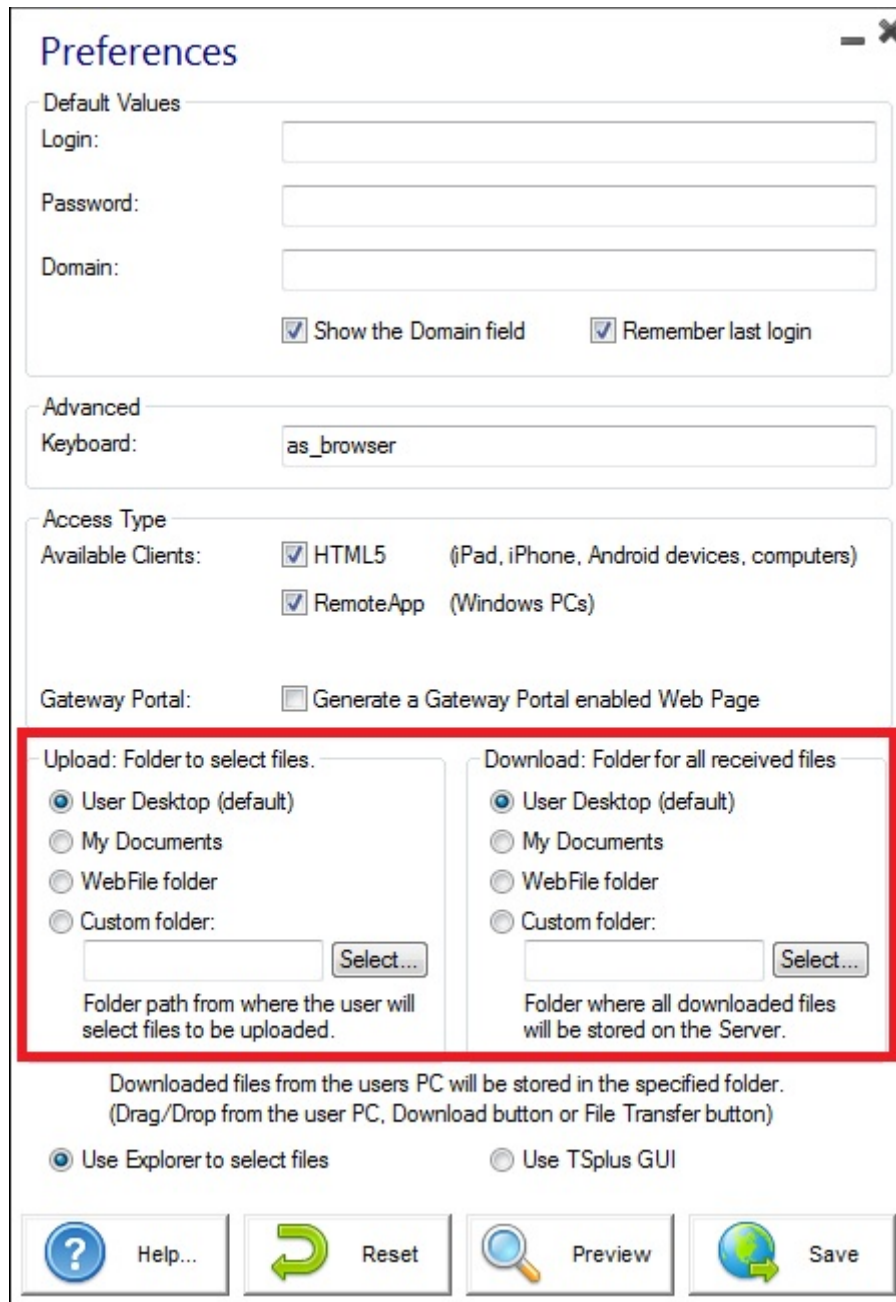 Preferences
Default Values
Login:
Password:
Domain:
Show the Domain field
Remember last login
Advanced
Keyboard:
as_browser
Access Type
Available Clients:
HTML5 (iPad, iPhone, Android devices, computers)
RemoteApp (Windows PCs)
Gateway Portal:
Generate a Gateway Portal enabled Web Page
Upload: Folder to select files.
User Desktop (default)
My Documents
WebFile folder
Custom folder:
Select...
Folder path from where the user will
select files to be uploaded.
Download: Folder for all received files
User Desktop (default)
My Documents
WebFile folder
Custom folder:
Select...
Folder where all downloaded files
will be stored on the Server.
Downloaded files from the users PC will be stored in the specified folder.
(Drag/Drop from the user PC, Download button or File Transfer button)
Use Explorer to select files
Use TSplus GUI
Help...
Reset
Preview
Save